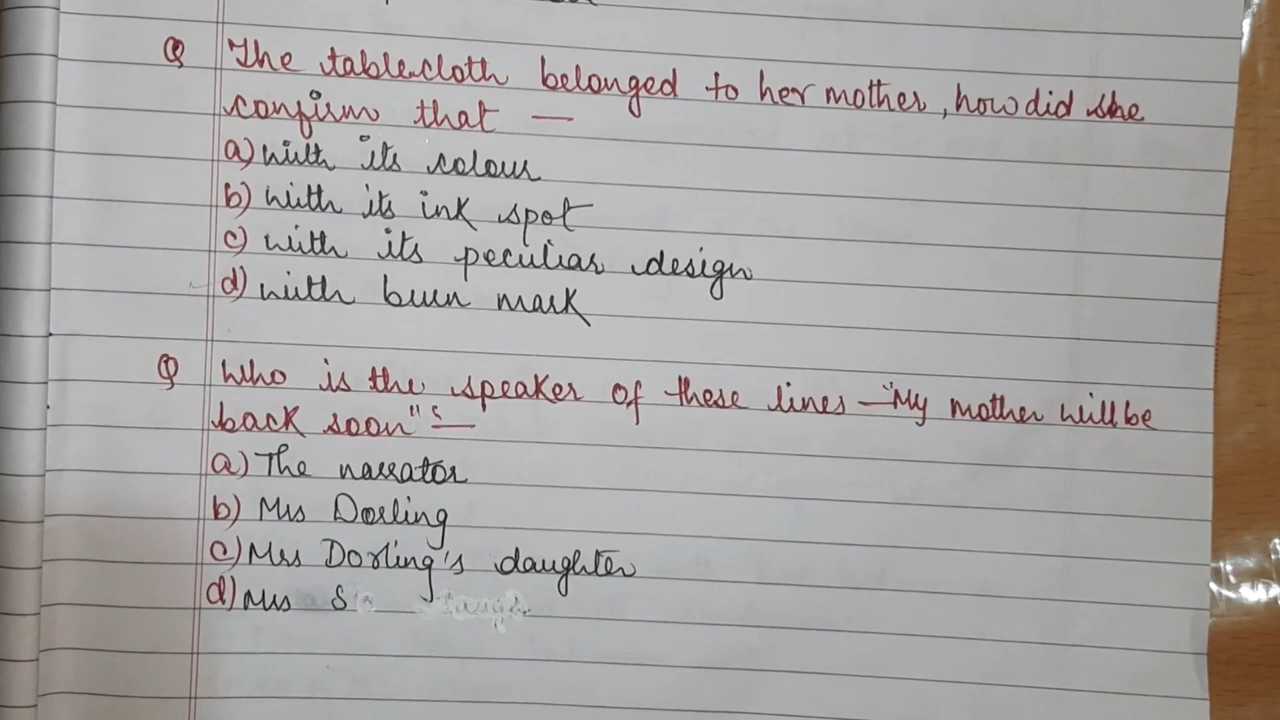 Q The tablecloth belonged to her mother, how did she
confirm that —
a) with its colour
b) with its ink spot
c) with its peculiar design
d) with burn mark
Q Who is the speaker of these lines - "My mother will be
back soon" :-
a) The narrator
b) Mrs Dorling
c) Mrs Dorling's daughter
d) Mrs S